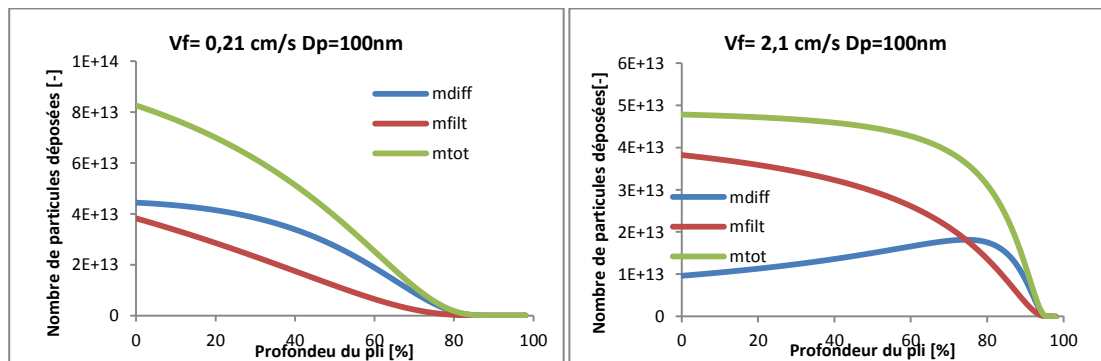 Vf= 0,21 cm/s Dp=100nm
Nombre de particules déposées [-]
1E+14
8E+13
6E+13
4E+13
2E+13
0
0 20 40 60 80 100
Profondeu du pli [%]
mdiff
mfilt
mtot
Vf= 2,1 cm/s Dp=100nm
Nombre de particules déposées[-]
6E+13
5E+13
4E+13
3E+13
2E+13
1E+13
0
0 20 40 60 80 100
Profondeur du pli [%]
mdiff
mfilt
mtot